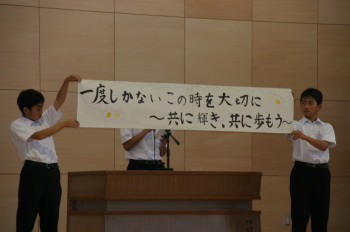 一度しかないこの時を大切に
～共に輝き、共に歩もう～